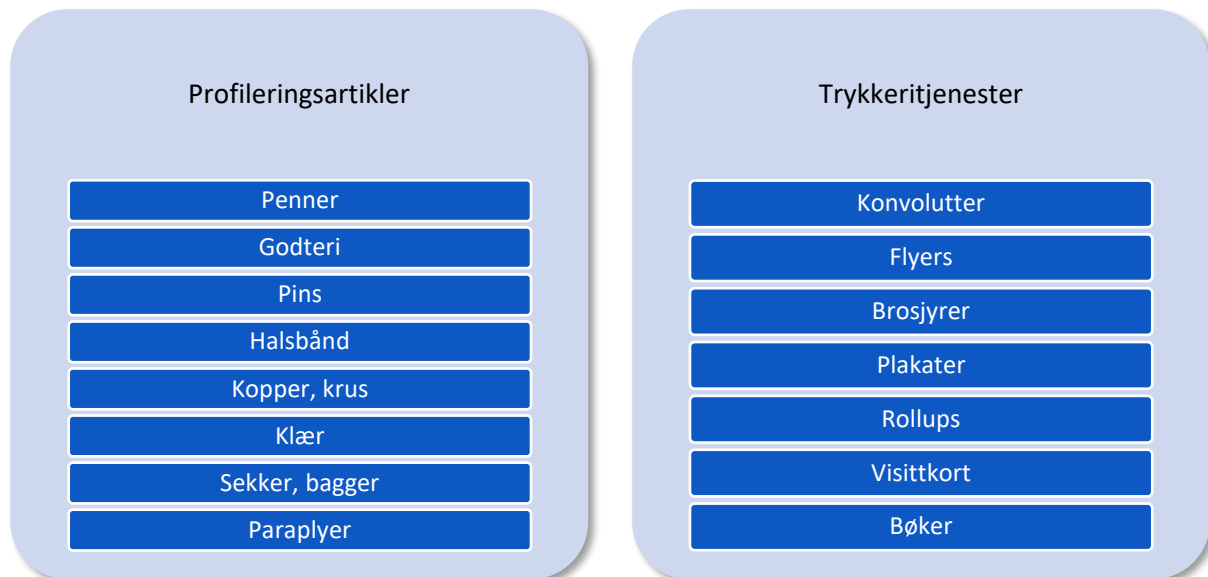 Profileringsartikler
Penner
Godteri
Pins
Halsbånd
Kopper, krus
Klær
Sekker, bagger
Paraplyer
Trykkeritjenester
Konvolutter
Flyers
Brosjyrer
Plakater
Rollups
Visittkort
Bøker